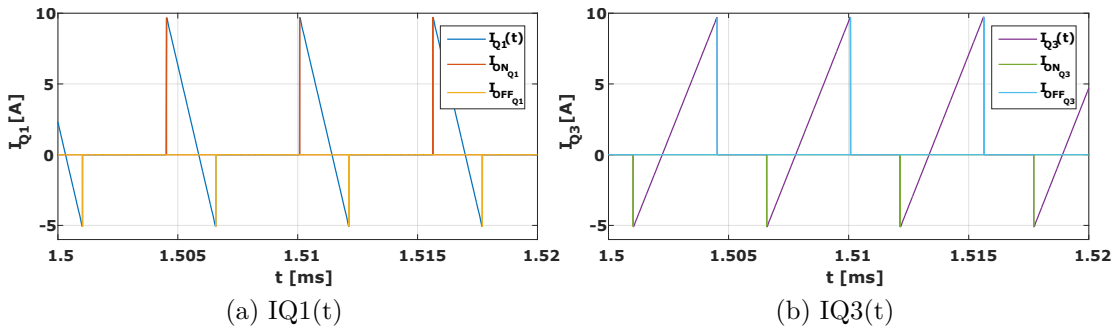 10
5
0
-5
I_Q1 [A]
1.5
1.505
1.51
1.515
1.52
t [ms]
I_Q1(t)
I_ON_Q1
I_OFF_Q1
(a) IQ1(t)
10
5
0
-5
I_Q3 [A]
1.5
1.505
1.51
1.515
1.52
t [ms]
I_Q3(t)
I_ON_Q3
I_OFF_Q3
(b) IQ3(t)